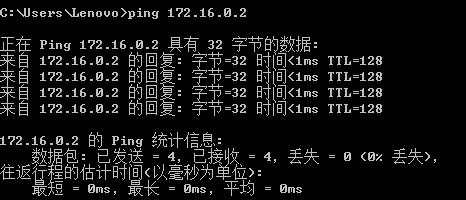 C:\Users\Lenovo>ping 172.16.0.2
正在 Ping 172.16.0.2 具有 32 字节的数据:
来自 172.16.0.2 的回复: 字节=32 时间<1ms TTL=128
来自 172.16.0.2 的回复: 字节=32 时间<1ms TTL=128
来自 172.16.0.2 的回复: 字节=32 时间<1ms TTL=128
来自 172.16.0.2 的回复: 字节=32 时间<1ms TTL=128
172.16.0.2 的 Ping 统计信息:
数据包: 已发送 = 4, 已接收 = 4, 丢失 = 0 (0% 丢失),
往返行程的估计时间(以毫秒为单位):
最短 = 0ms, 最长 = 0ms, 平均 = 0ms